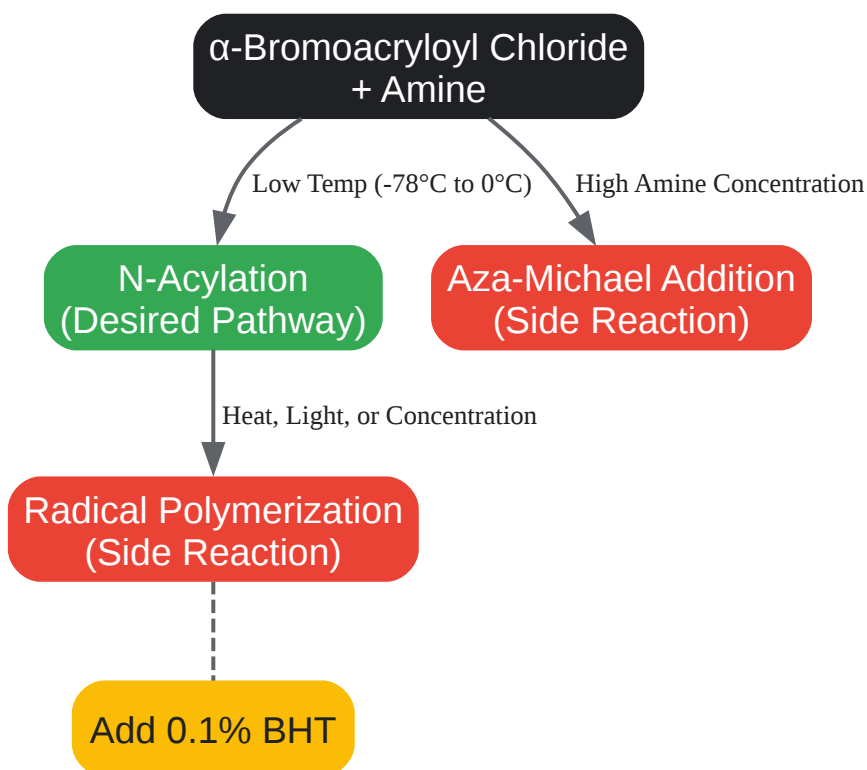 α-Bromoacryloyl Chloride
+ Amine
Low Temp (-78°C to 0°C)
High Amine Concentration
N-Acylation
(Desired Pathway)
Aza-Michael Addition
(Side Reaction)
Heat, Light, or Concentration
Radical Polymerization
(Side Reaction)
Add 0.1% BHT